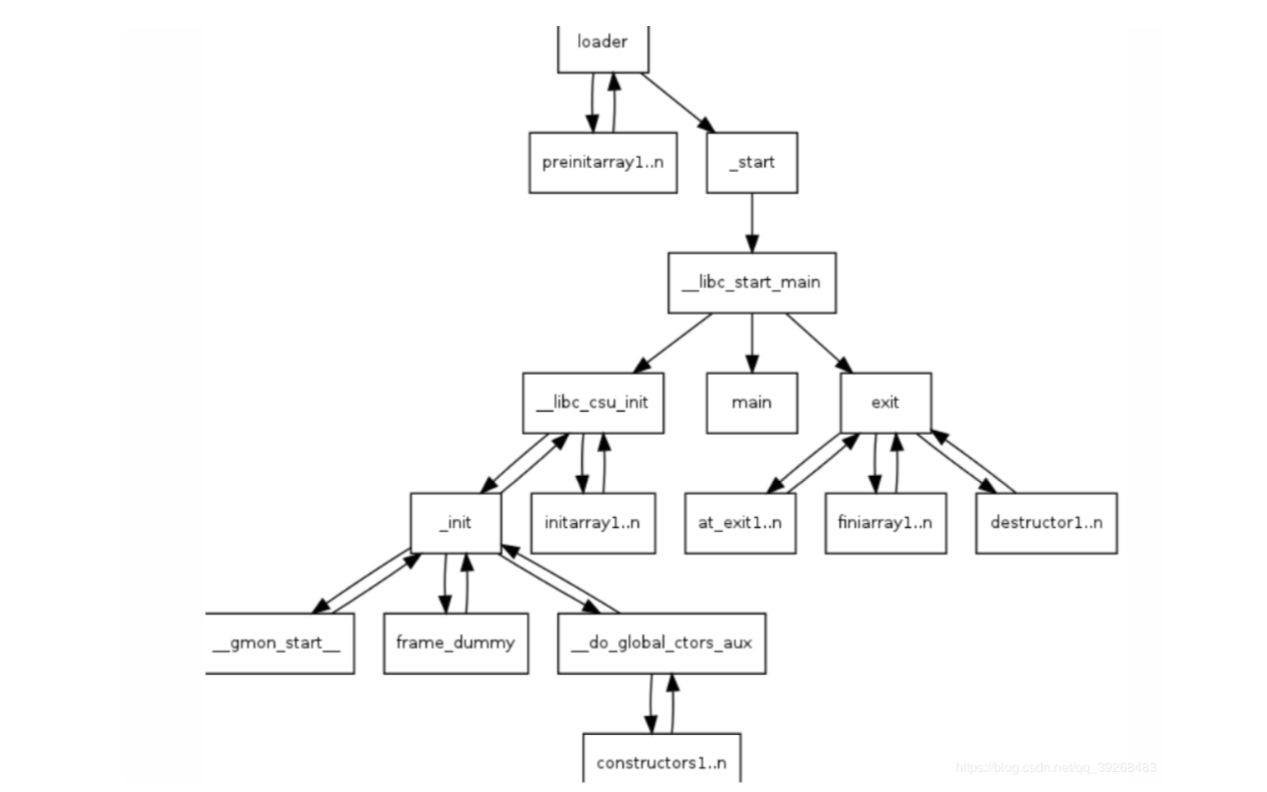 loader
preinitarray1..n
_start
__libc_start_main
__libc_csu_init
main
exit
_init
initarray1..n
at_exit1..n
finiarray1..n
destructor1..n
__gmon_start__
frame_dummy
__do_global_ctors_aux
constructors1..n
https://blog.csdn.net/qq_39268483